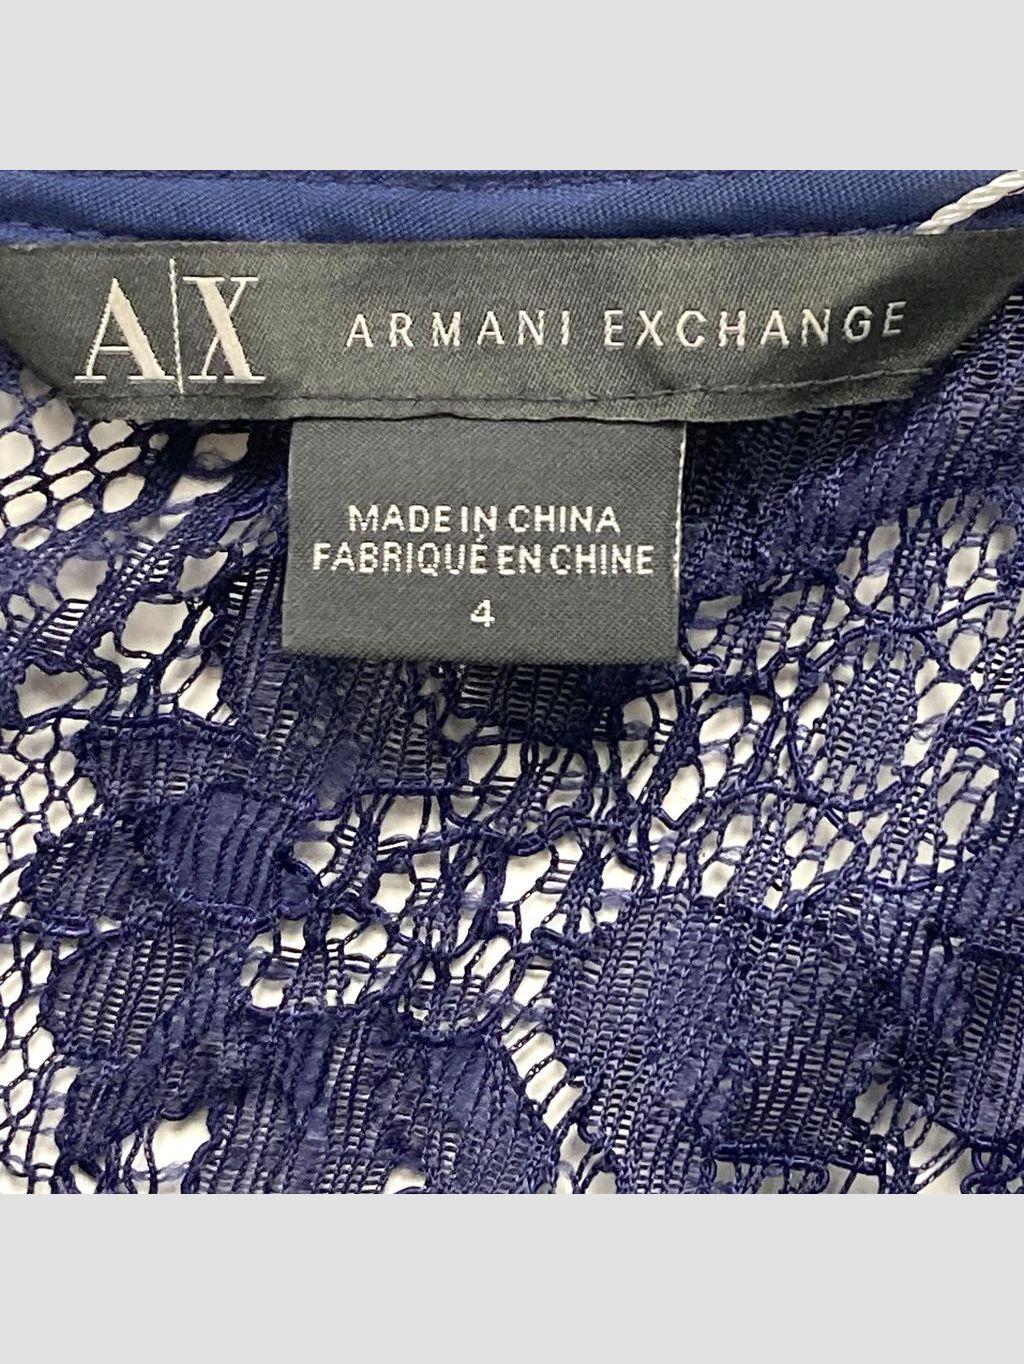 A|X ARMANI EXCHANGE
MADE IN CHINA
FABRIQUÉ EN CHINE
4